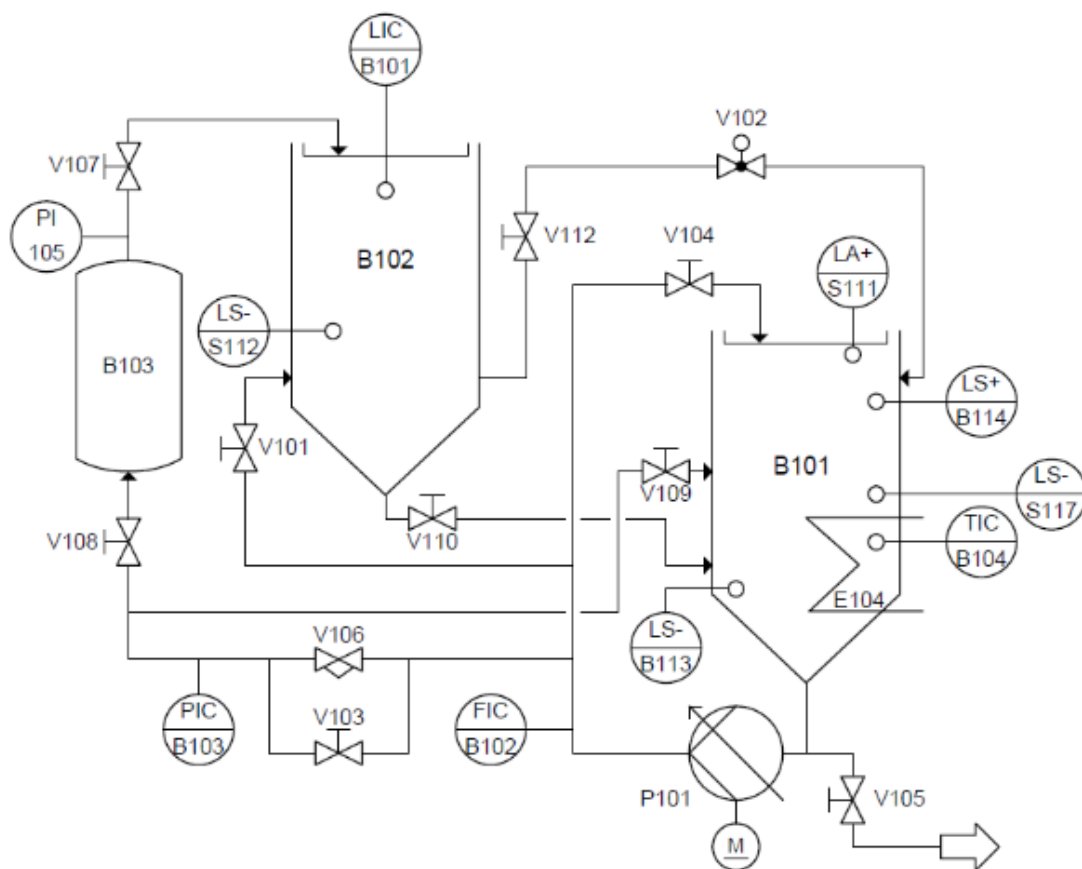 LIC
B101
V102
V107
PI
105
V112
V104
B102
LA+
S111
LS-
S112
B103
LS+
B114
V101
B101
V109
LS-
S117
V108
V110
TIC
B104
E104
LS-
B113
V106
PIC
B103
V103
FIC
B102
P101
V105
M